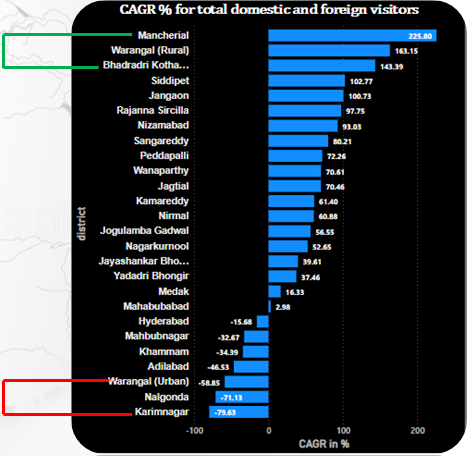 CAGR % for total domestic and foreign visitors
Mancherial 225.80
Warangal (Rural) 163.15
Bhadradri Kotha... 143.39
Siddipet 102.77
Jangaon 100.73
Rajanna Sircilla 97.75
Nizamabad 93.03
Sangareddy 80.21
Peddapalli 72.26
Wanaparthy 70.61
Jagtial 70.46
Kamareddy 61.40
Nirmal 60.88
Jogulamba Gadwal 56.55
Nagarkurnool 52.65
Jayashankar Bho... 39.61
Yadadri Bhongir 37.46
Medak 16.33
Mahabubabad 2.98
Hyderabad -15.68
Mahbubnagar -32.67
Khammam -34.39
Adilabad -46.53
Warangal (Urban) -58.85
Nalgonda -71.13
Karimnagar -79.63
district
-100 0 100 200
CAGR in %